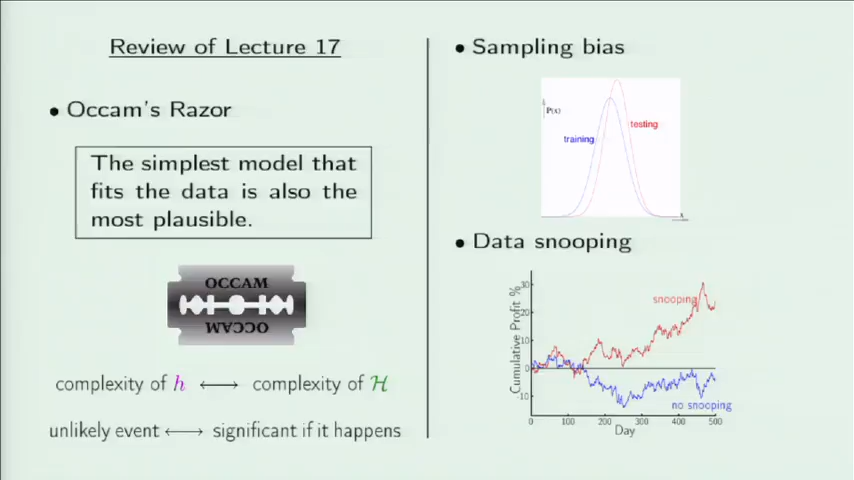 Review of Lecture 17
• Occam's Razor
The simplest model that
fits the data is also the
most plausible.
OCCAM
OCCAM
complexity of h ⟷ complexity of H
unlikely event ⟷ significant if it happens
• Sampling bias
P(x)
testing
training
x
• Data snooping
Cumulative Profit %
30
20
10
0
-10
snooping
no snooping
0 100 200 300 400 500
Day